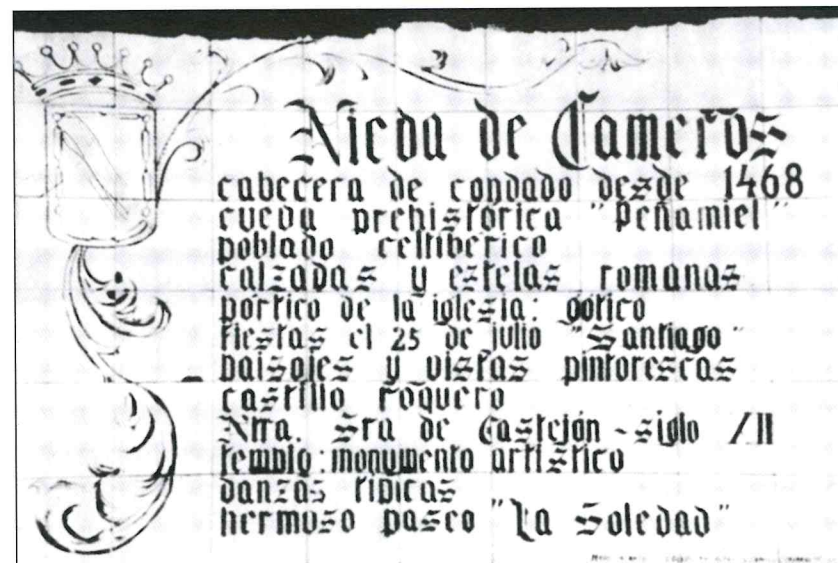 Nieva de Cameros
cabecera de condado desde 1468
cueva prehistórica "Peñamiel"
poblado celtibérico
calzadas y estelas romanas
pórtico de la iglesia: gótico
fiestas el 25 de julio "Santiago"
paisajes y vistas pintorescas
castillo roquero
Ntra. Sra de Castejón - siglo
templo: monumento artístico
danzas típicas
hermoso paseo "La Soledad"